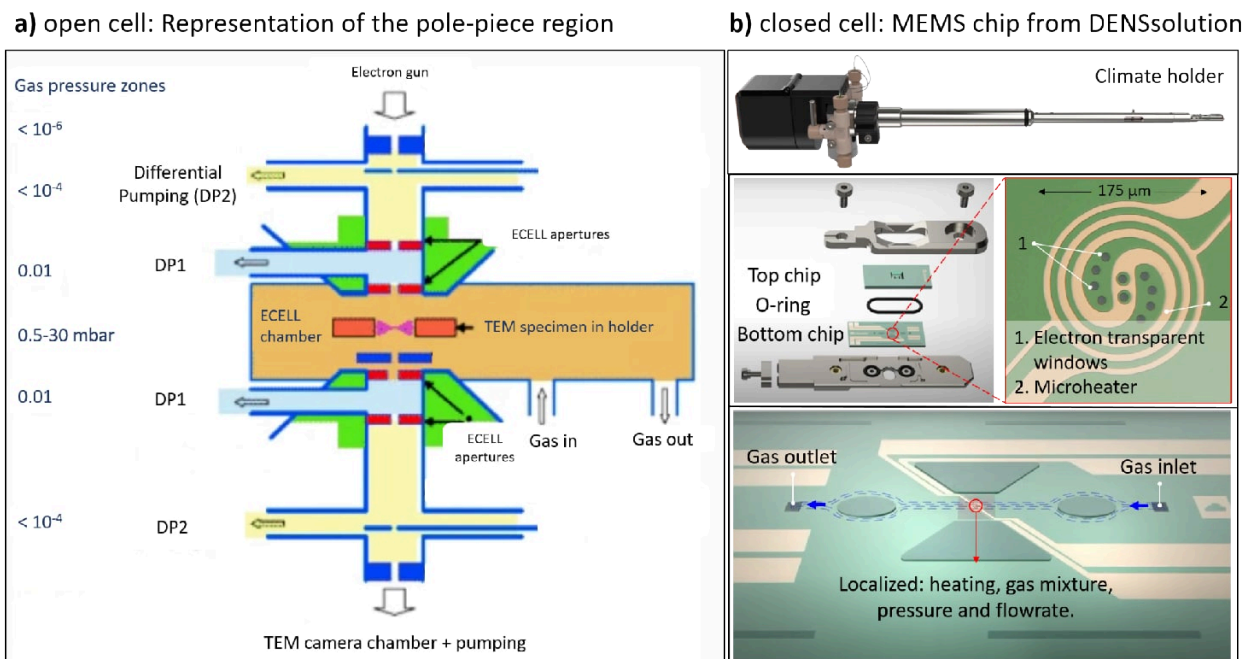 a) open cell: Representation of the pole-piece region
Electron gun
Gas pressure zones
< 10⁻⁶
Differential
Pumping (DP2)
< 10⁻⁴
ECELL apertures
DP1
0.01
ECELL
chamber
TEM specimen in holder
0.5-30 mbar
0.01
DP1
ECELL
apertures
Gas in
Gas out
< 10⁻⁴
DP2
TEM camera chamber + pumping
b) closed cell: MEMS chip from DENSsolution
Climate holder
Top chip
O-ring
Bottom chip
175 µm
1
2
1. Electron transparent
windows
2. Microheater
Gas outlet
Gas inlet
Localized: heating, gas mixture,
pressure and flowrate.